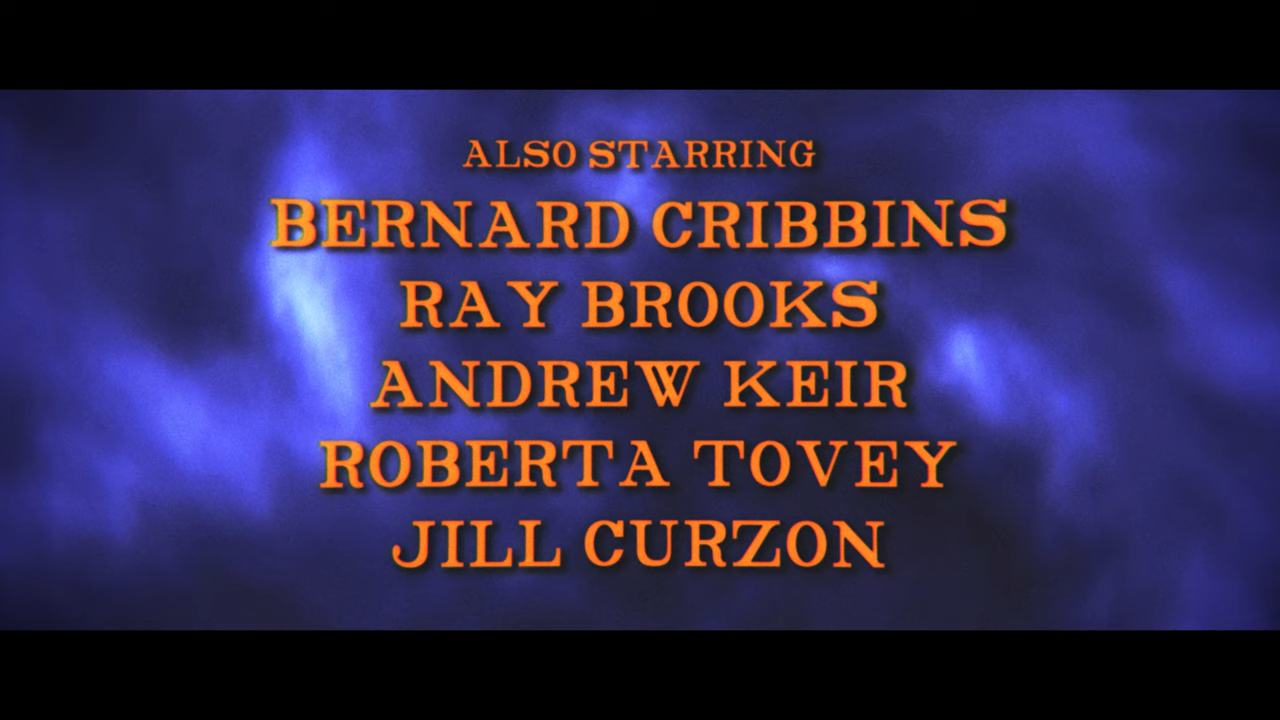 ALSO STARRING
BERNARD CRIBBINS
RAY BROOKS
ANDREW KEIR
ROBERTA TOVEY
JILL CURZON